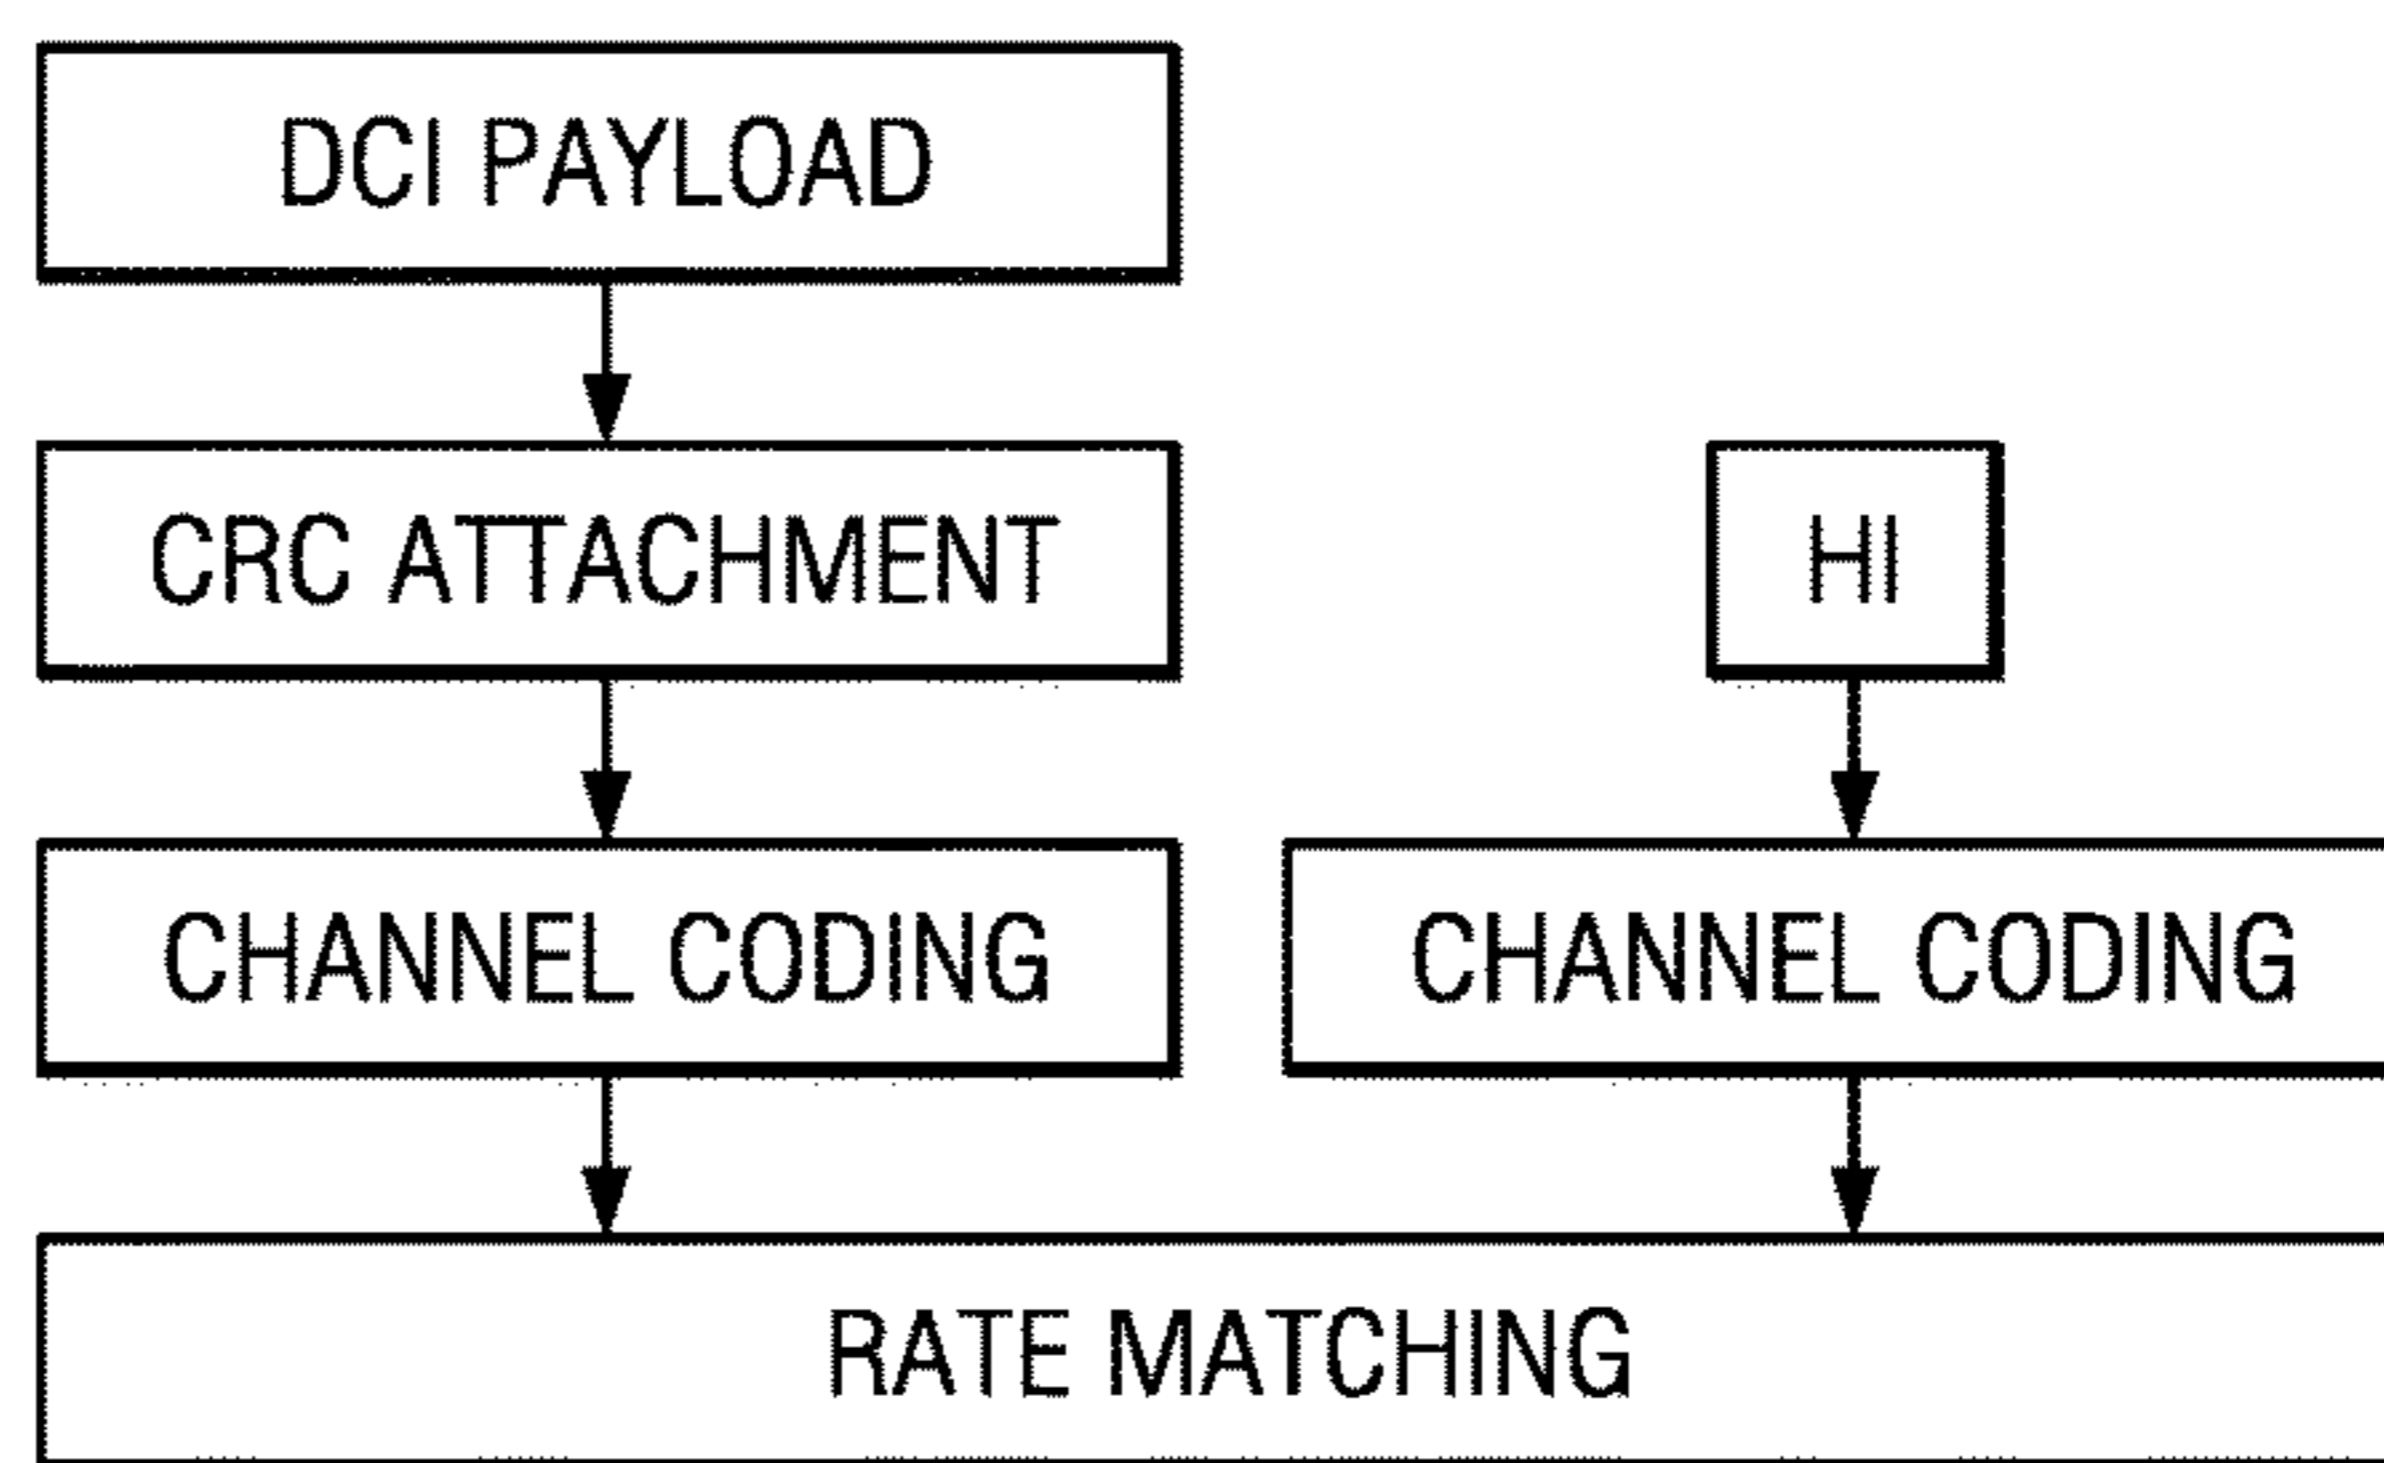 DCI PAYLOAD
CRC ATTACHMENT
HI
CHANNEL CODING
CHANNEL CODING
RATE MATCHING